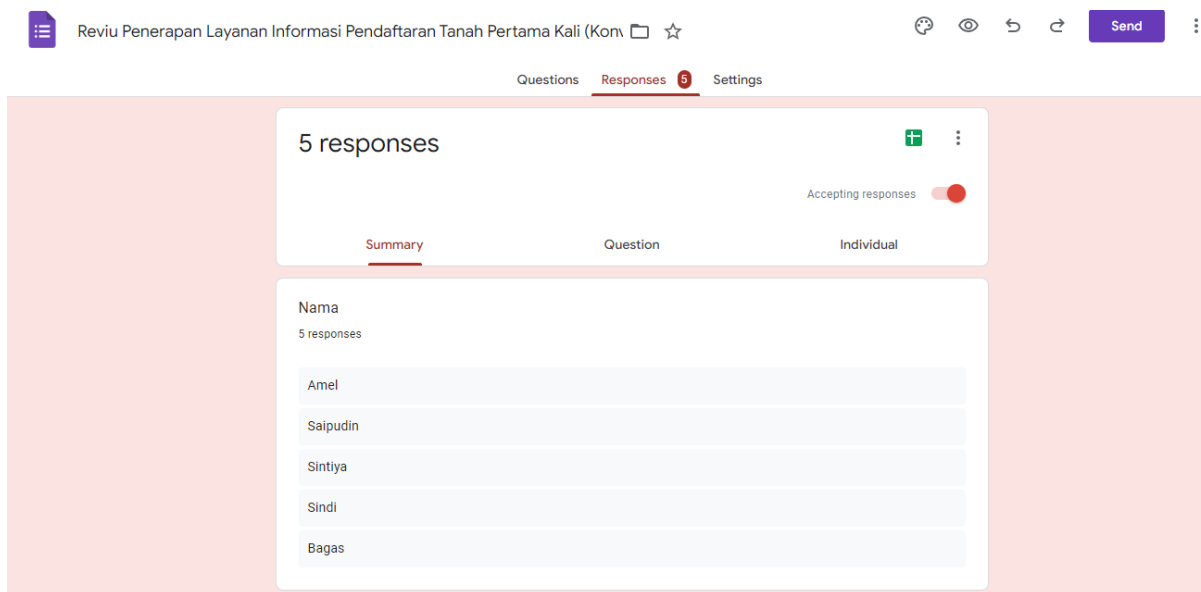 Reviu Penerapan Layanan Informasi Pendaftaran Tanah Pertama Kali (Konv
Send
Questions Responses 5 Settings
5 responses
Accepting responses
Summary Question Individual
Nama
5 responses
Amel
Saipudin
Sintiya
Sindi
Bagas